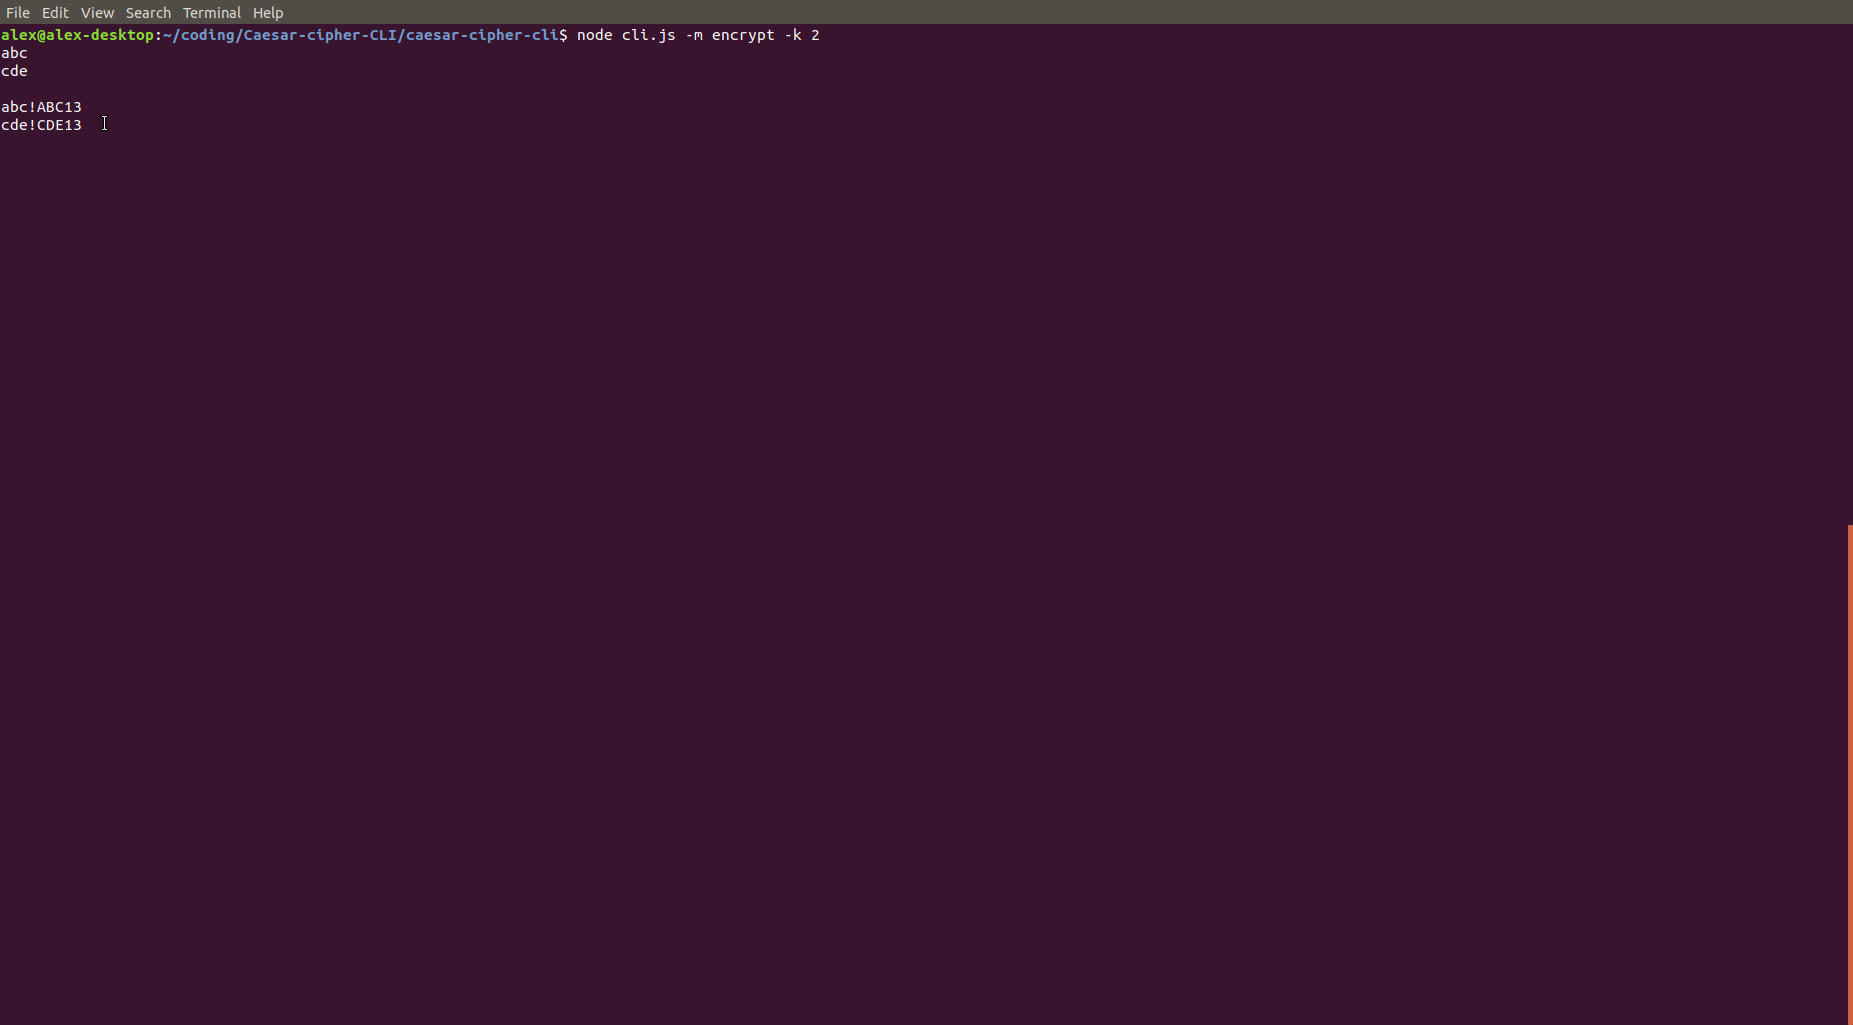 File Edit View Search Terminal Help
alex@alex-desktop:~/coding/Caesar-cipher-CLI/caesar-cipher-cli$ node cli.js -m encrypt -k 2
abc
cde
abc!ABC13
cde!CDE13